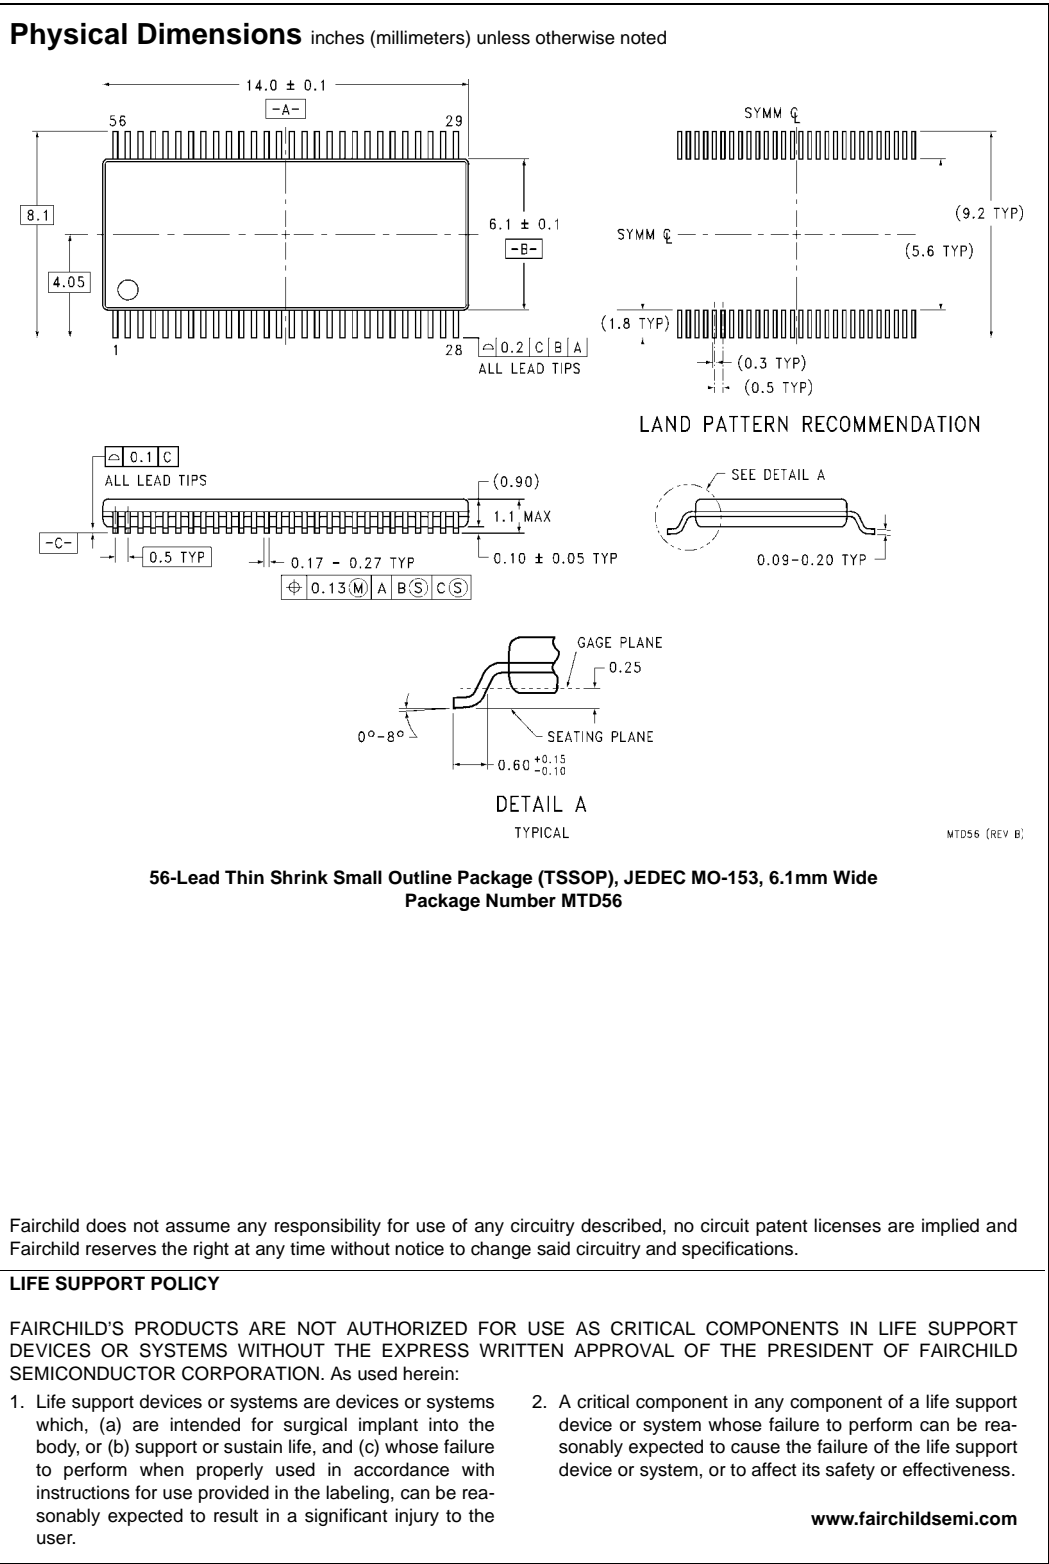 Physical Dimensions inches (millimeters) unless otherwise noted
14.0 ± 0.1
-A-
56
29
8.1
4.05
6.1 ± 0.1
-B-
1
28
⌓ 0.2 C B A
ALL LEAD TIPS
SYMM ℄
SYMM ℄
(9.2 TYP)
(5.6 TYP)
(1.8 TYP)
(0.3 TYP)
(0.5 TYP)
LAND PATTERN RECOMMENDATION
⌓ 0.1 C
ALL LEAD TIPS
(0.90)
1.1 MAX
-C-
0.5 TYP
0.17 - 0.27 TYP
0.10 ± 0.05 TYP
⌖ 0.13 Ⓜ A B Ⓢ C Ⓢ
SEE DETAIL A
0.09-0.20 TYP
GAGE PLANE
0.25
0°-8°
SEATING PLANE
0.60 +0.15 -0.10
DETAIL A
TYPICAL
MTD56 (REV B)
56-Lead Thin Shrink Small Outline Package (TSSOP), JEDEC MO-153, 6.1mm Wide
Package Number MTD56
Fairchild does not assume any responsibility for use of any circuitry described, no circuit patent licenses are implied and
Fairchild reserves the right at any time without notice to change said circuitry and specifications.
LIFE SUPPORT POLICY
FAIRCHILD'S PRODUCTS ARE NOT AUTHORIZED FOR USE AS CRITICAL COMPONENTS IN LIFE SUPPORT
DEVICES OR SYSTEMS WITHOUT THE EXPRESS WRITTEN APPROVAL OF THE PRESIDENT OF FAIRCHILD
SEMICONDUCTOR CORPORATION. As used herein:
1. Life support devices or systems are devices or systems
which, (a) are intended for surgical implant into the
body, or (b) support or sustain life, and (c) whose failure
to perform when properly used in accordance with
instructions for use provided in the labeling, can be rea-
sonably expected to result in a significant injury to the
user.
2. A critical component in any component of a life support
device or system whose failure to perform can be rea-
sonably expected to cause the failure of the life support
device or system, or to affect its safety or effectiveness.
www.fairchildsemi.com